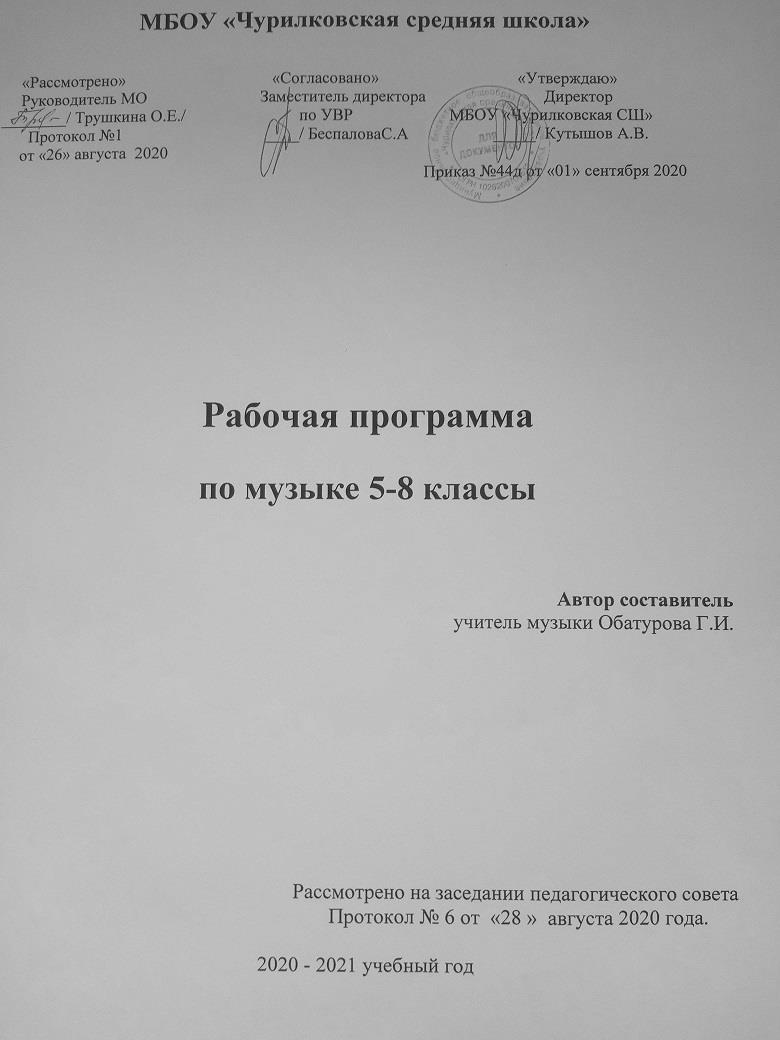 МБОУ «Чурилковская средняя школа»
«Рассмотрено» «Согласовано» «Утверждаю»
Руководитель МО Заместитель директора Директор
/ Трушкина О.Е./ по УВР МБОУ «Чурилковская СШ»
Протокол №1 / БеспаловаС.А / Кутышов А.В.
от «26» августа 2020
Приказ №44д от «01» сентября 2020
ДЛЯ
ДОКУМЕНТОВ
Рабочая программа
по музыке 5-8 классы
Автор составитель
учитель музыки Обатурова Г.И.
Рассмотрено на заседании педагогического совета
Протокол № 6 от «28 » августа 2020 года.
2020 - 2021 учебный год